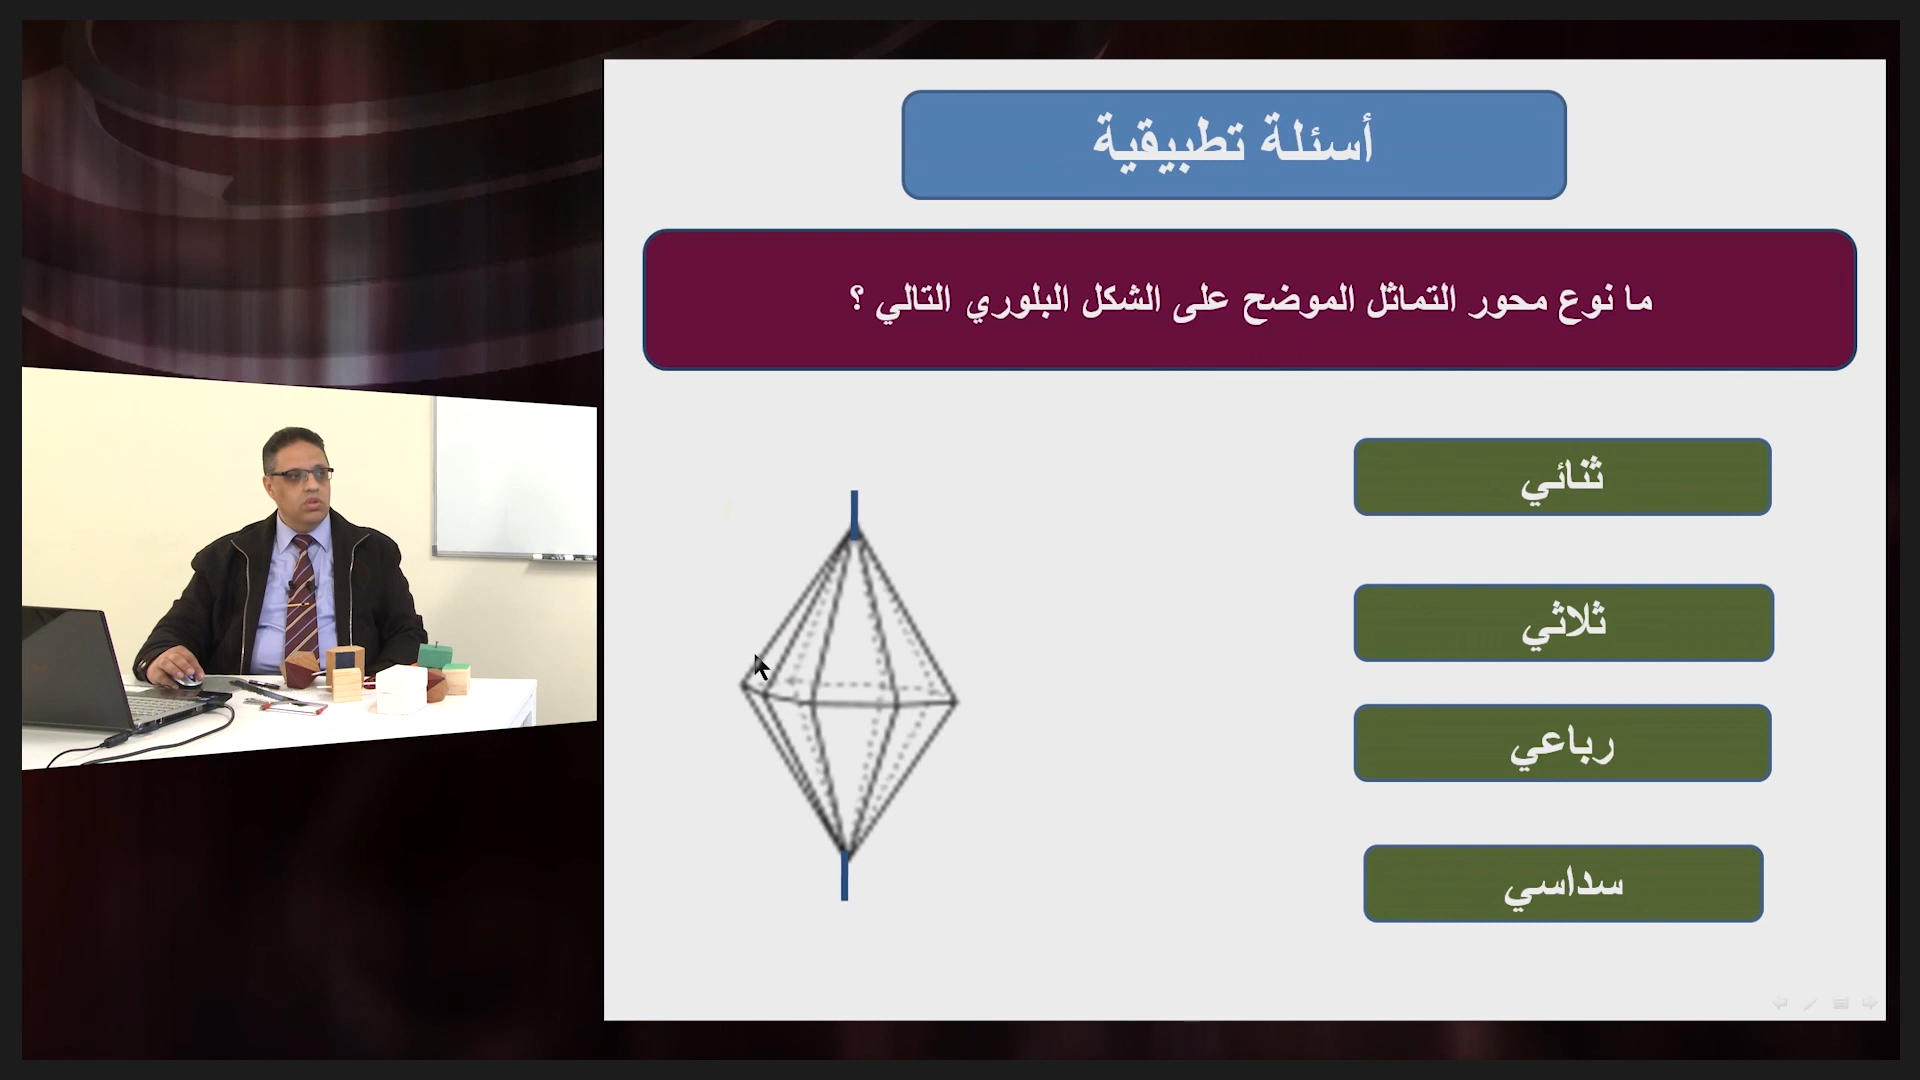 أسئلة تطبيقية
ما نوع محور التماثل الموضح على الشكل البلوري التالي ؟
ثنائي
ثلاثي
رباعي
سداسي